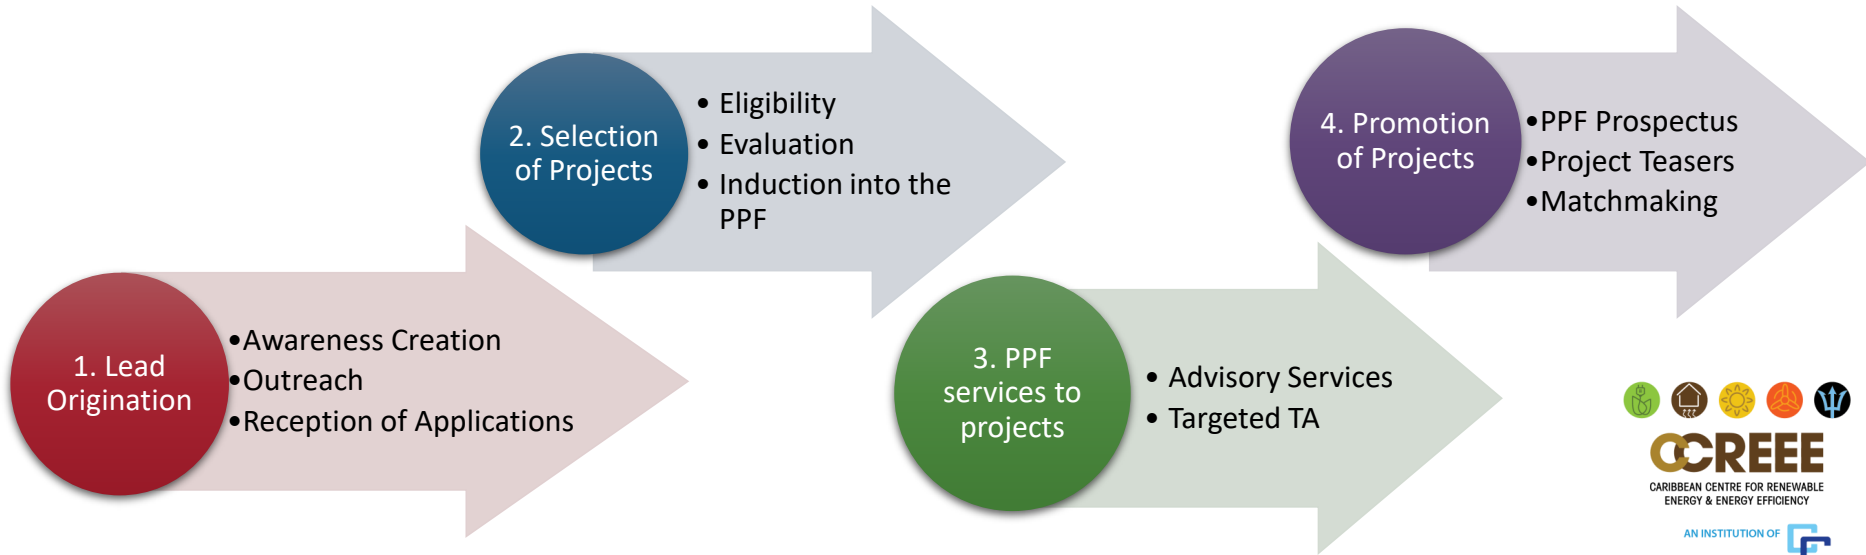 1. Lead
Origination
•Awareness Creation
•Outreach
•Reception of Applications
2. Selection
of Projects
• Eligibility
• Evaluation
• Induction into the
PPF
3. PPF
services to
projects
• Advisory Services
• Targeted TA
4. Promotion
of Projects
•PPF Prospectus
•Project Teasers
•Matchmaking
CCREEE
CARIBBEAN CENTRE FOR RENEWABLE
ENERGY & ENERGY EFFICIENCY
AN INSTITUTION OF